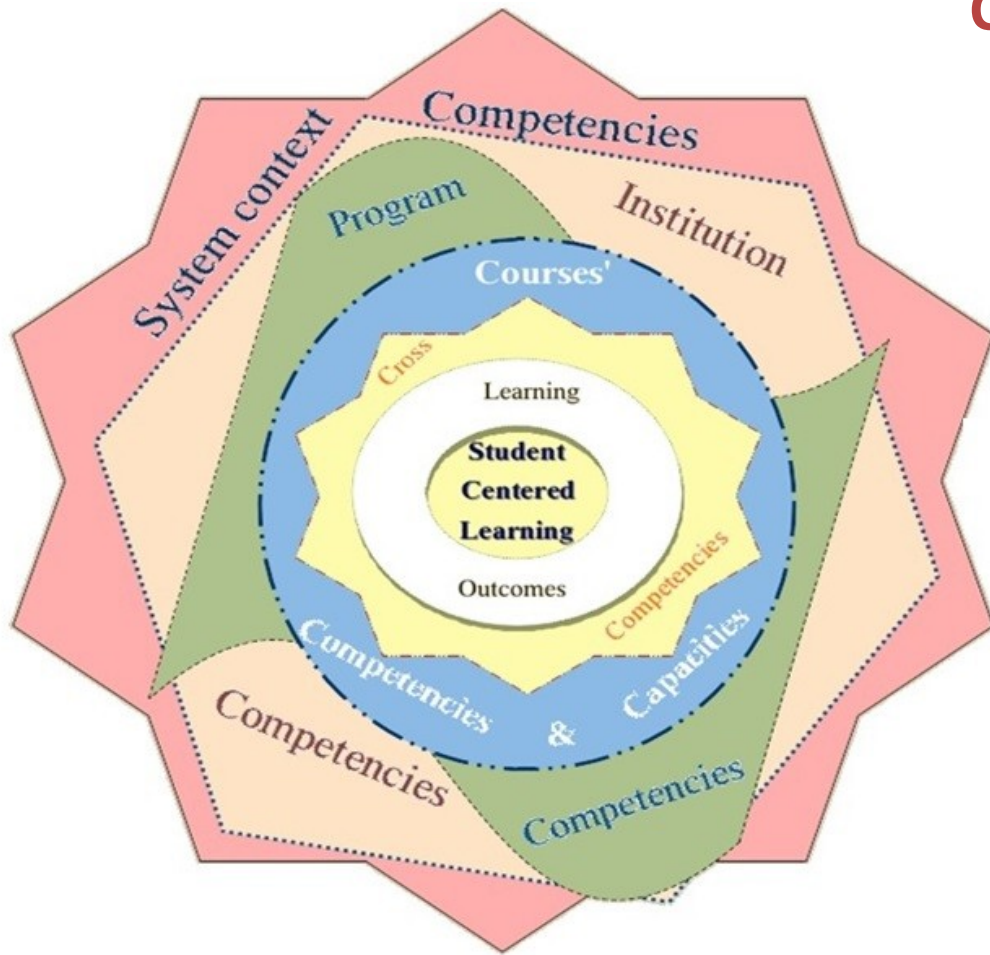 System context
Competencies
Program
Institution
Courses'
Cross
Learning
Student
Centered
Learning
Outcomes
Competencies
Competencies
&
Capacities
Competencies
Competencies